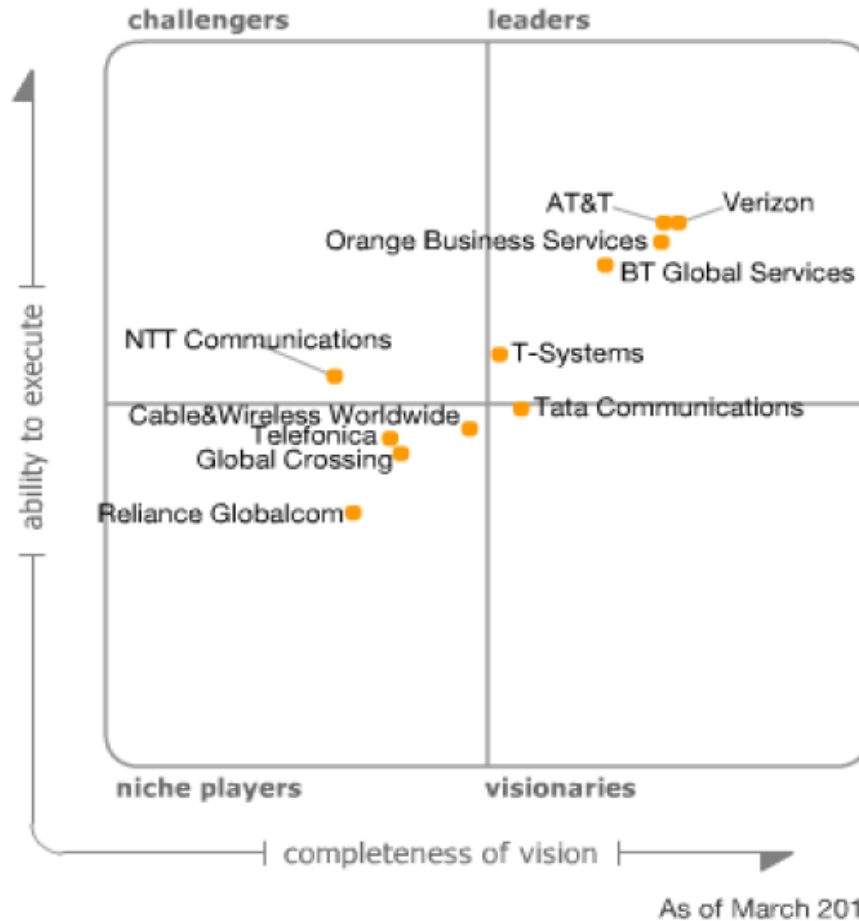 challengers
leaders
AT&T
Verizon
Orange Business Services
BT Global Services
NTT Communications
T-Systems
Cable&Wireless Worldwide
Tata Communications
Telefonica
Global Crossing
Reliance Globalcom
ability to execute
niche players
visionaries
completeness of vision
As of March 201